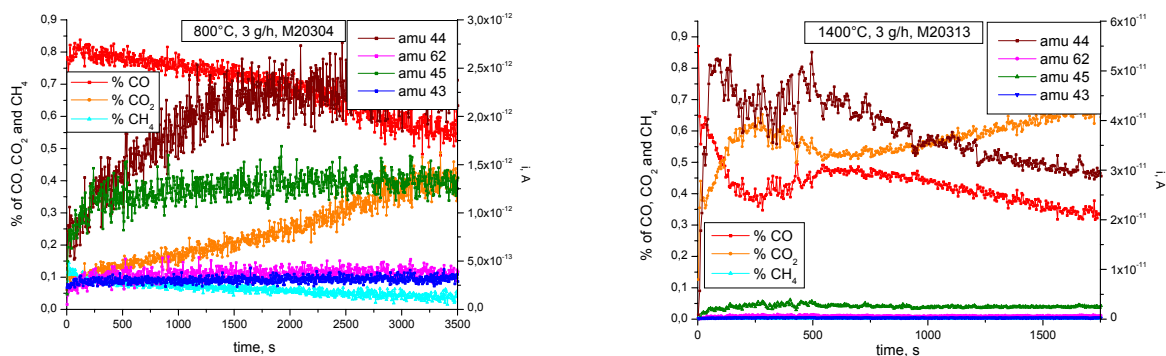 800°C, 3 g/h, M20304
amu 44
amu 62
amu 45
amu 43
% CO
% CO₂
% CH₄
% of CO, CO₂ and CH₄
0,9
0,8
0,7
0,6
0,5
0,4
0,3
0,2
0,1
0,0
3,0x10⁻¹²
2,5x10⁻¹²
2,0x10⁻¹²
1,5x10⁻¹²
1,0x10⁻¹²
5,0x10⁻¹³
0,0
i, A
0 500 1000 1500 2000 2500 3000 3500
time, s
1400°C, 3 g/h, M20313
amu 44
amu 62
amu 45
amu 43
% CO
% CO₂
% CH₄
% of CO, CO₂ and CH₄
0,9
0,8
0,7
0,6
0,5
0,4
0,3
0,2
0,1
0,0
6x10⁻¹¹
5x10⁻¹¹
4x10⁻¹¹
3x10⁻¹¹
2x10⁻¹¹
1x10⁻¹¹
0
i, A
0 500 1000 1500
time, s